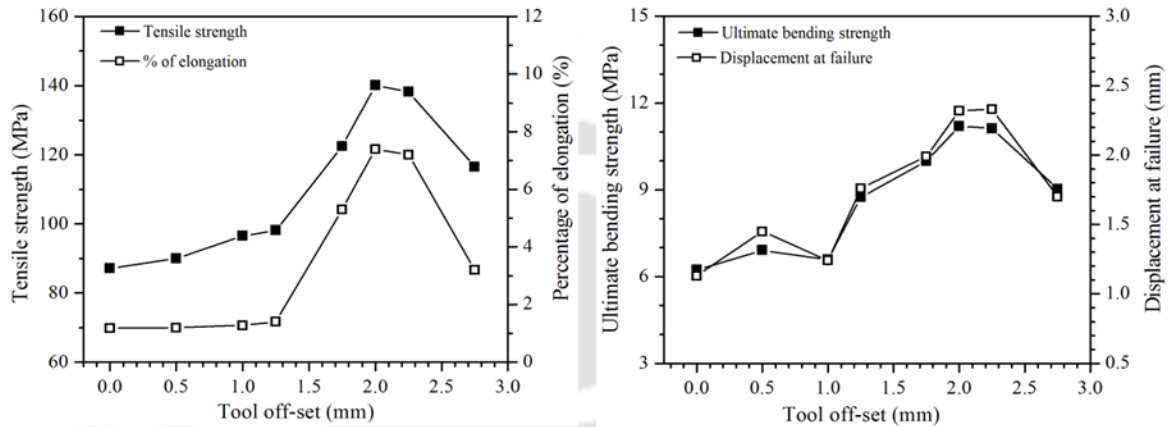 160
140
120
100
80
60
Tensile strength (MPa)
Tensile strength
% of elongation
12
10
8
6
4
2
0
Percentage of elongation (%)
0.0 0.5 1.0 1.5 2.0 2.5 3.0
Tool off-set (mm)
15
12
9
6
3
Ultimate bending strength (MPa)
Ultimate bending strength
Displacement at failure
3.0
2.5
2.0
1.5
1.0
0.5
Displacement at failure (mm)
0.0 0.5 1.0 1.5 2.0 2.5 3.0
Tool off-set (mm)